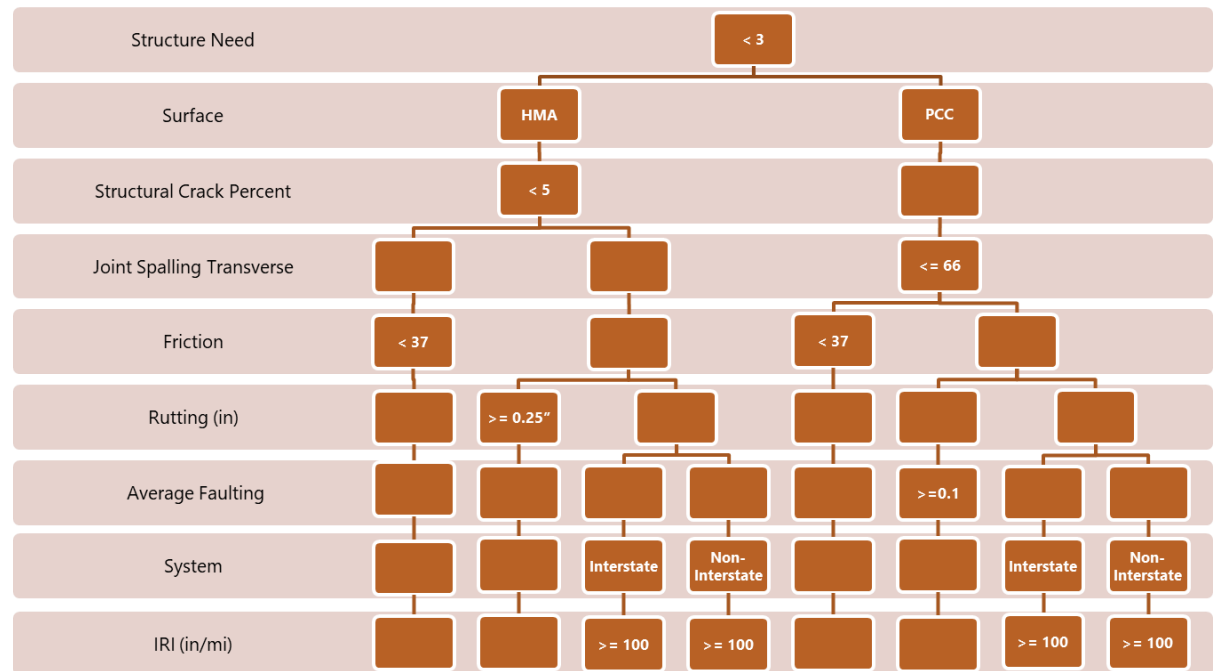 Structure Need
< 3
Surface
HMA
PCC
Structural Crack Percent
< 5
Joint Spalling Transverse
<= 66
Friction
< 37
< 37
Rutting (in)
>= 0.25”
Average Faulting
>=0.1
System
Interstate
Non-
Interstate
Interstate
Non-
Interstate
IRI (in/mi)
>= 100
>= 100
>= 100
>= 100